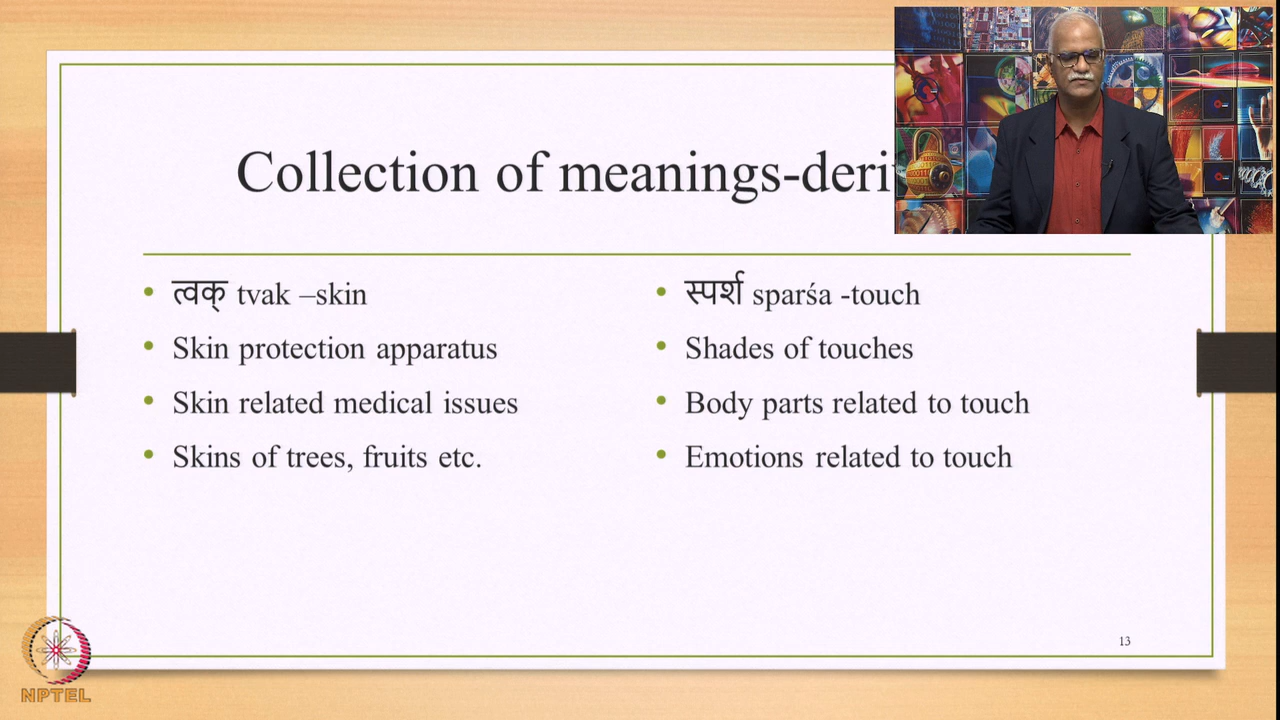 Collection of meanings-deri
त्वक् tvak –skin
Skin protection apparatus
Skin related medical issues
Skins of trees, fruits etc.
स्पर्श sparśa -touch
Shades of touches
Body parts related to touch
Emotions related to touch
13
NPTEL